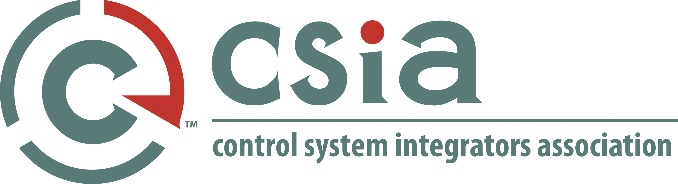 csia
™
control system integrators association